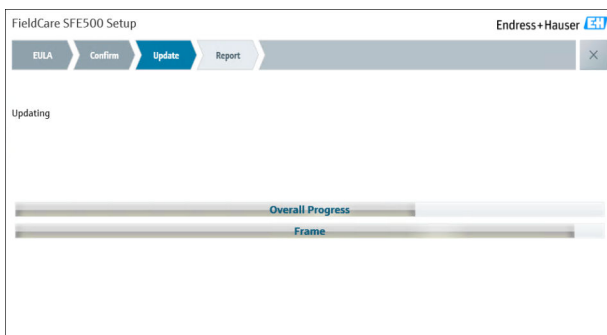 FieldCare SFE500 Setup
Endress+Hauser EH
EULA
Confirm
Update
Report
Updating
Overall Progress
Frame